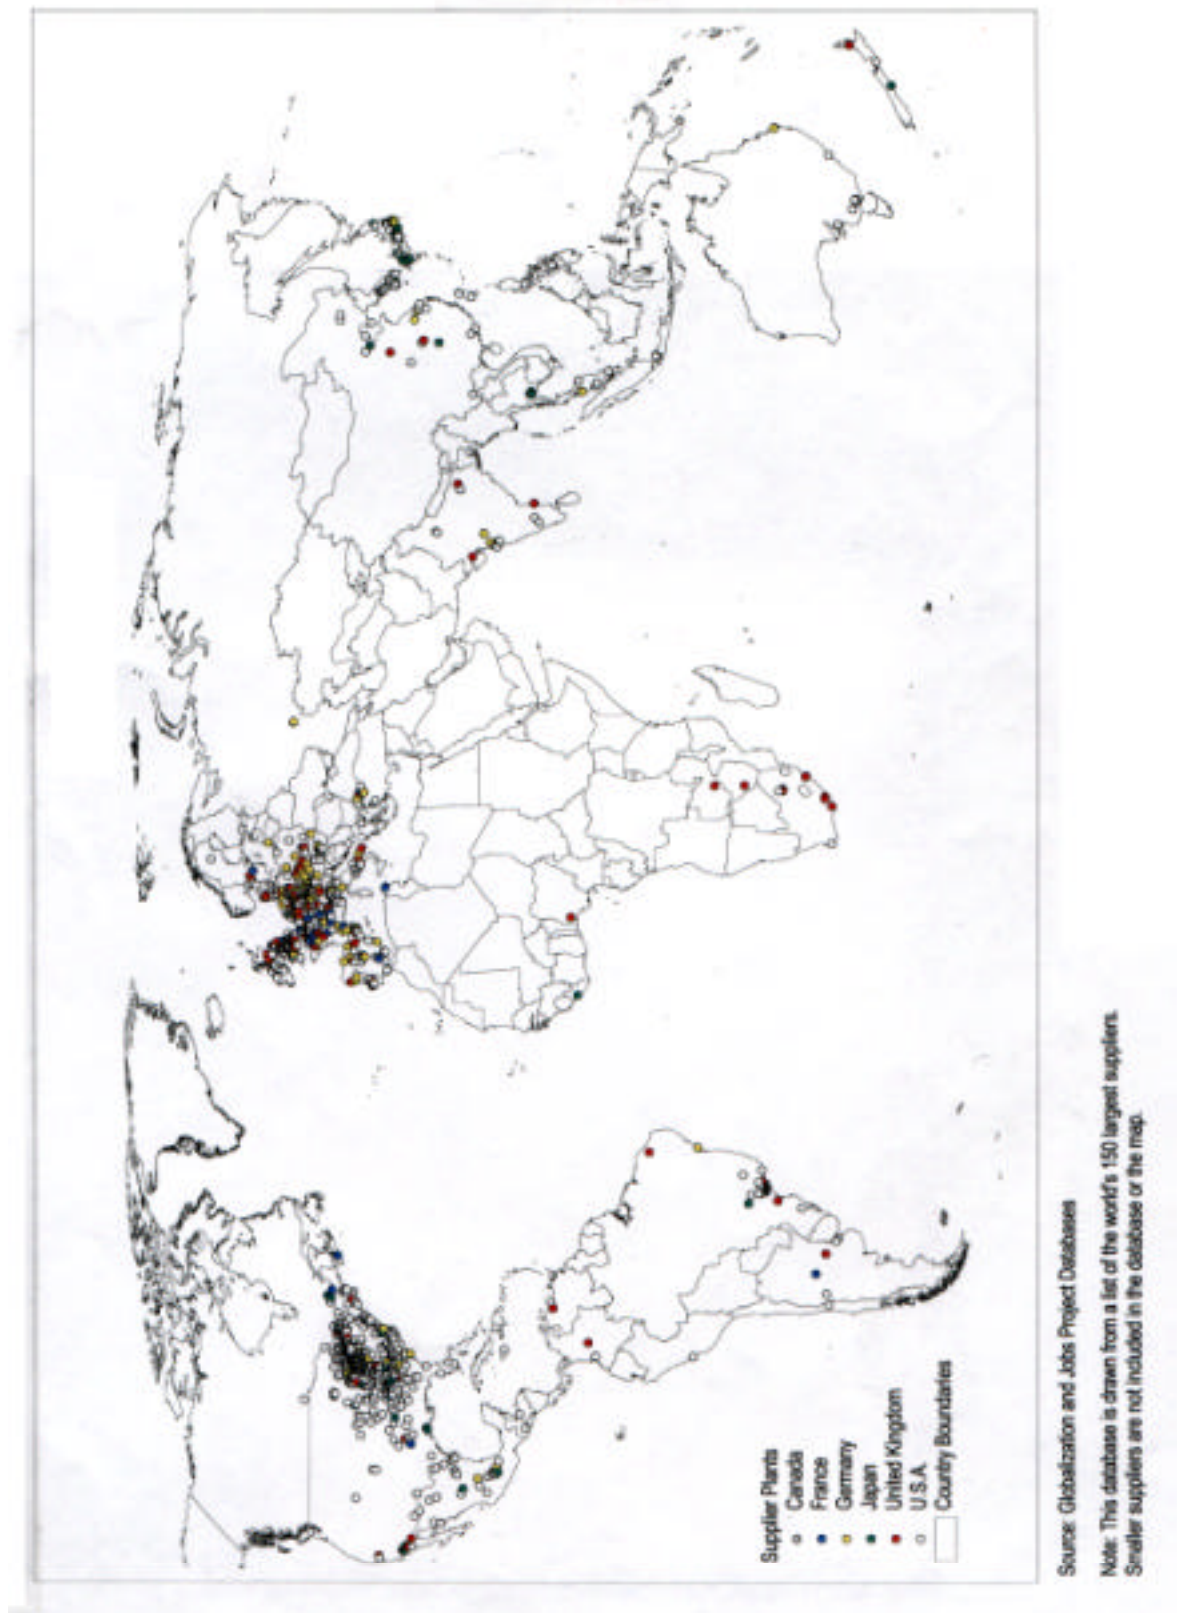 Supplier Plants
Canada
France
Germany
Japan
United Kingdom
U.S.A.
Country Boundaries
Source: Globalization and Jobs Project Databases
Note: This database is drawn from a list of the world's 150 largest suppliers.
Smaller suppliers are not included in the database or the map.